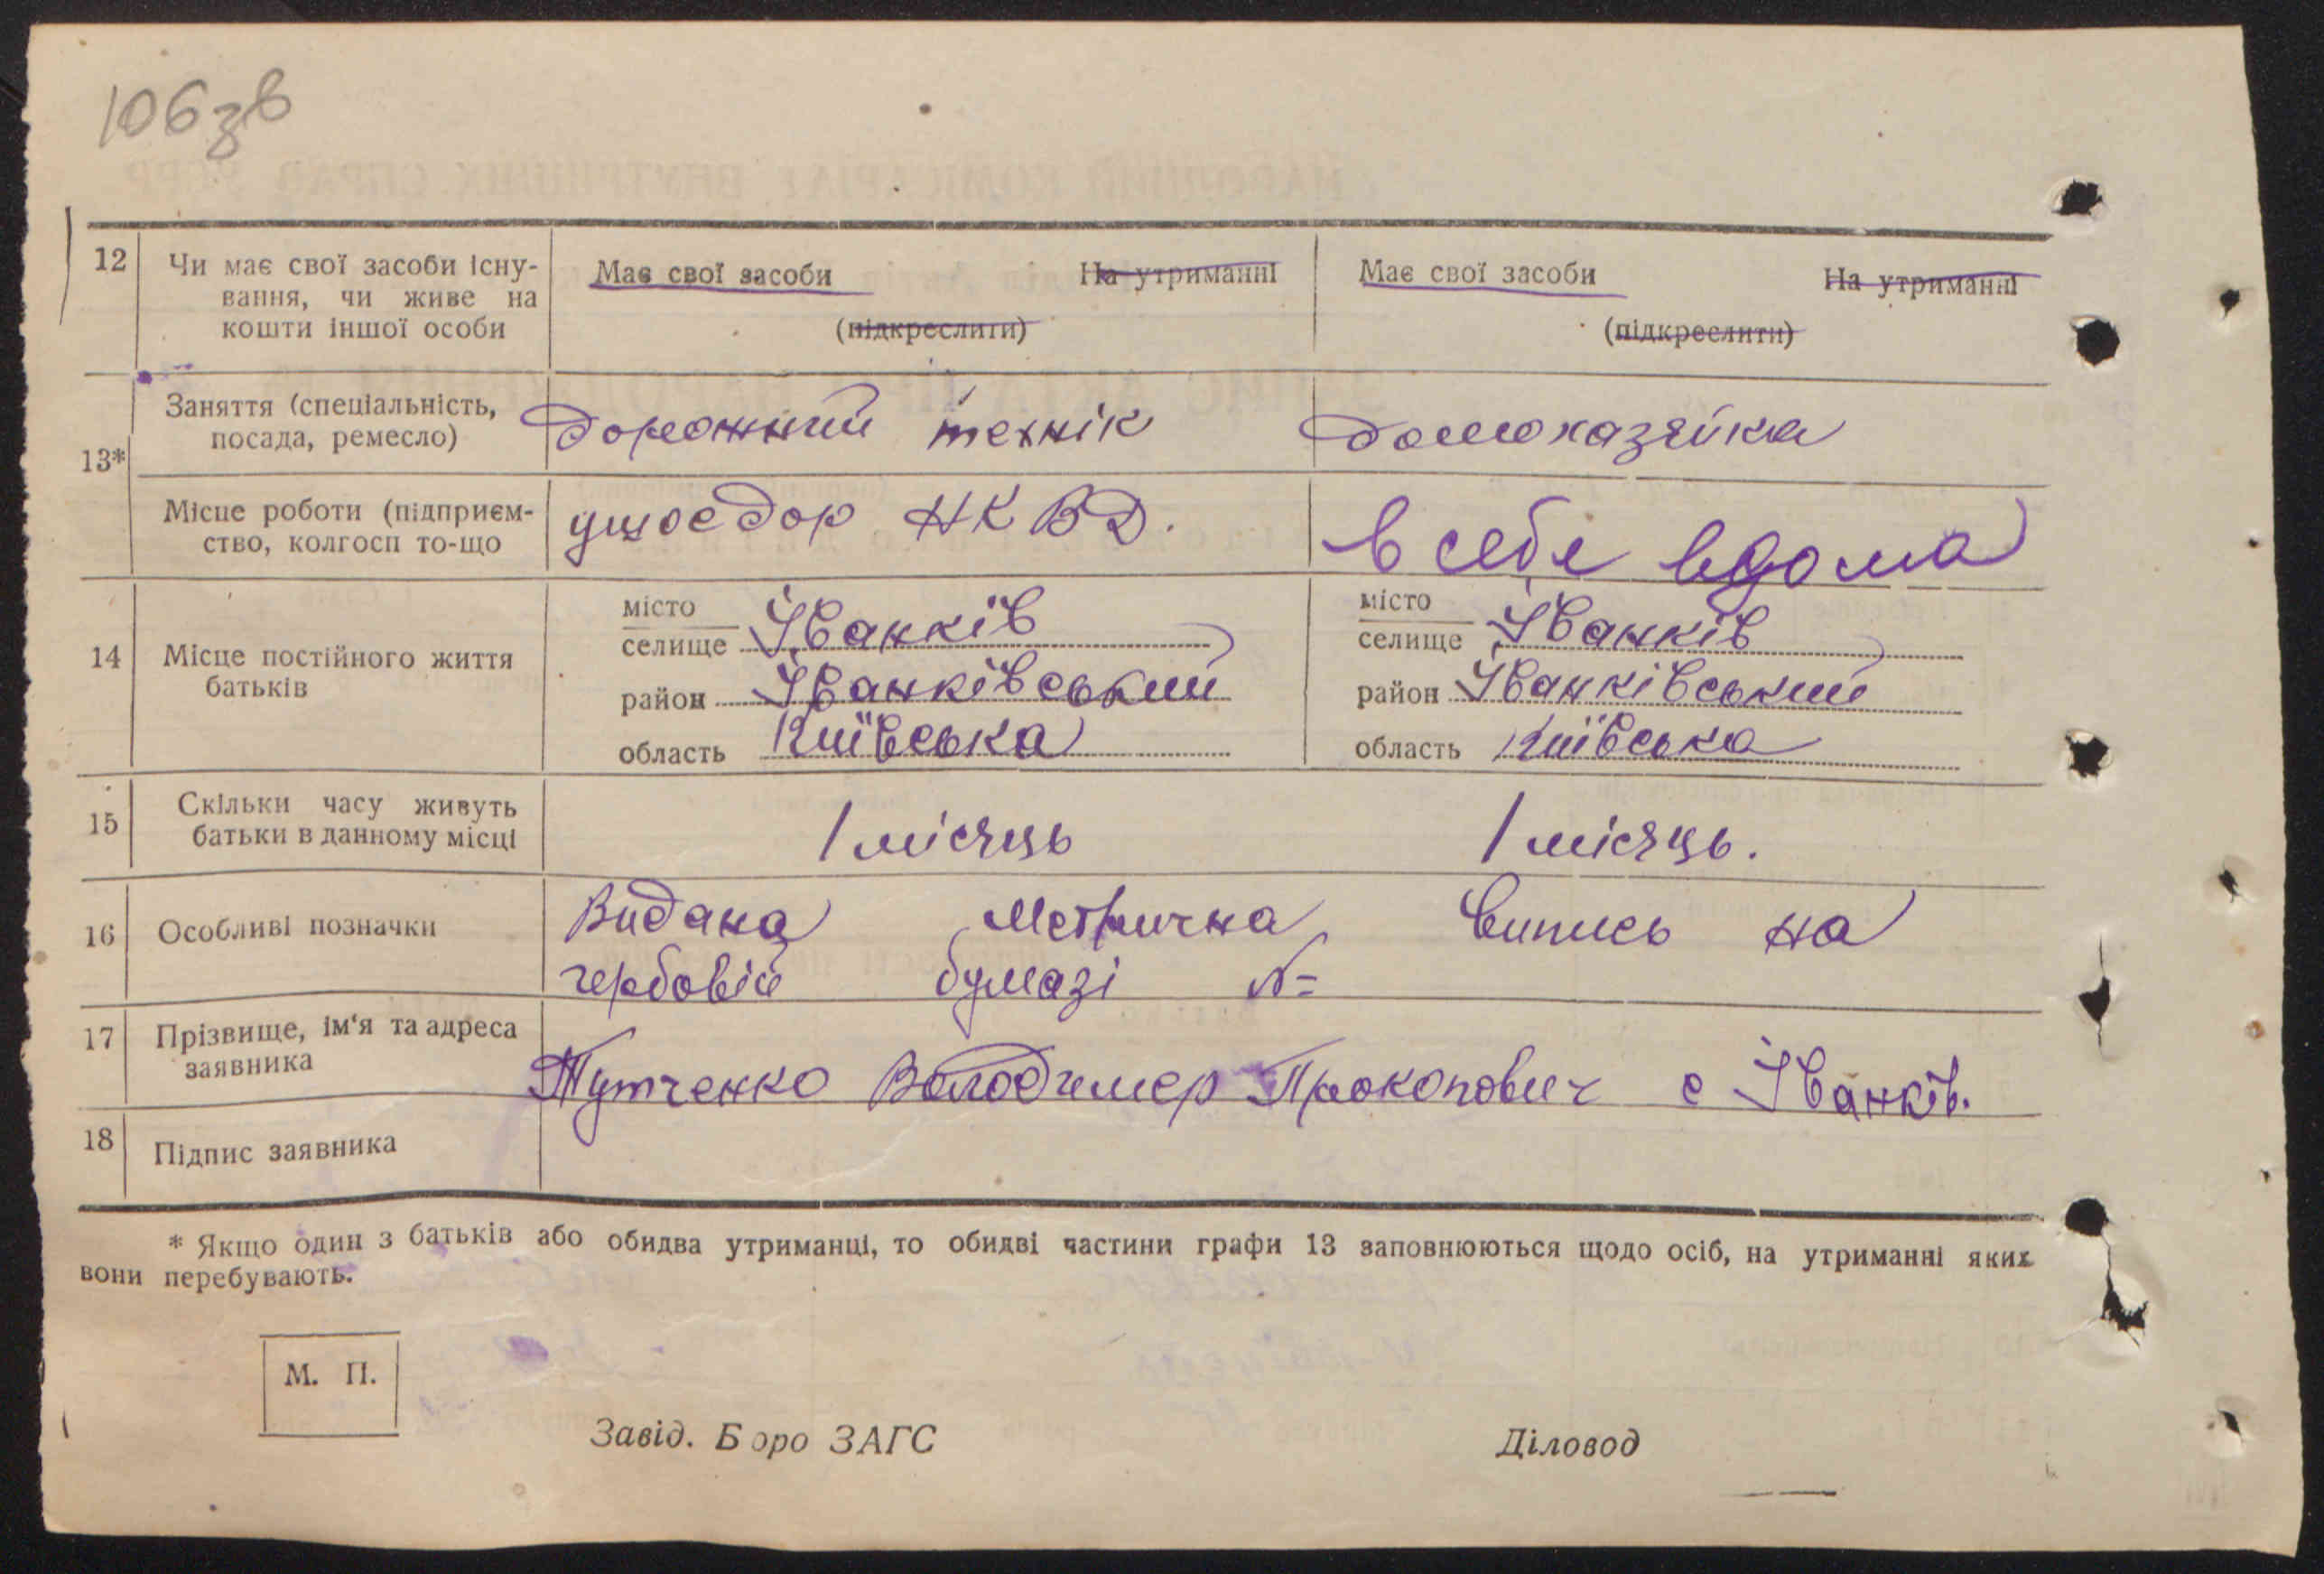 106 зв
12 Чи має свої засоби існу- Має свої засоби На утриманні Має свої засоби На утриманні
вання, чи живе на
кошти іншої особи (підкреслити) (підкреслити)
Заняття (спеціальність, дорожний технік домохазяйка
посада, ремесло)
13*
Місце роботи (підприєм- ушосдор НКВД. в себе вдома
ство, колгосп то-що
місто місто
селище Іванків селище Іванків
14 Місце постійного життя
батьків район Іванківський район Іванківський
область Київська область Київська
15 Скільки часу живуть
батьки в данному місці 1 місяць 1 місяць.
16 Особливі позначки Видана метрична випись на
гербовій бумазі №
17 Прізвище, ім'я та адреса
заявника Тутченко Володимер Прокопович с Іванків.
18 Підпис заявника
* Якщо один з батьків або обидва утриманці, то обидві частини графи 13 заповнюються щодо осіб, на утриманні яких
вони перебувають.
М. П.
Завід. Бюро ЗАГС Діловод